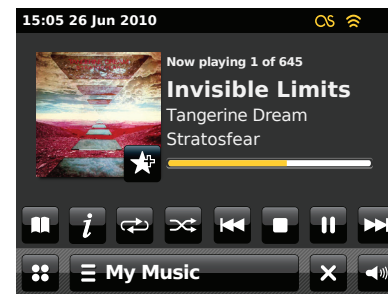 15:05 26 Jun 2010
Now playing 1 of 645
Invisible Limits
Tangerine Dream
Stratosfear
My Music